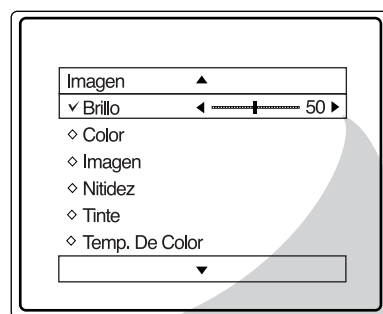 Imagen
Brillo 50
Color
Imagen
Nitidez
Tinte
Temp. De Color